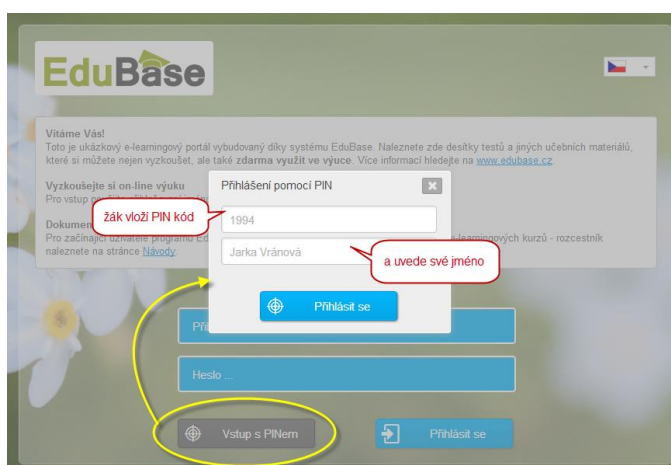 EduBase
Vítáme Vás!
Toto je ukázkový e-learningový portál vybudovaný díky systému EduBase. Naleznete zde desítky testů a jiných učebních materiálů,
které si můžete nejen vyzkoušet, ale také zdarma využít ve výuce. Více informací hledejte na www.edubase.cz
Vyzkoušejte si on-line výuku
Pro vstup
Přihlášení pomocí PIN
žák vloží PIN kód
1994
Dokumen
Pro začínající uživatele programu Ed
e-learningových kurzů - rozcestník
naleznete na stránce Návody.
Jarka Vránová
a uvede své jméno
Přihlásit se
Při
Heslo ...
Vstup s PINem
Přihlásit se